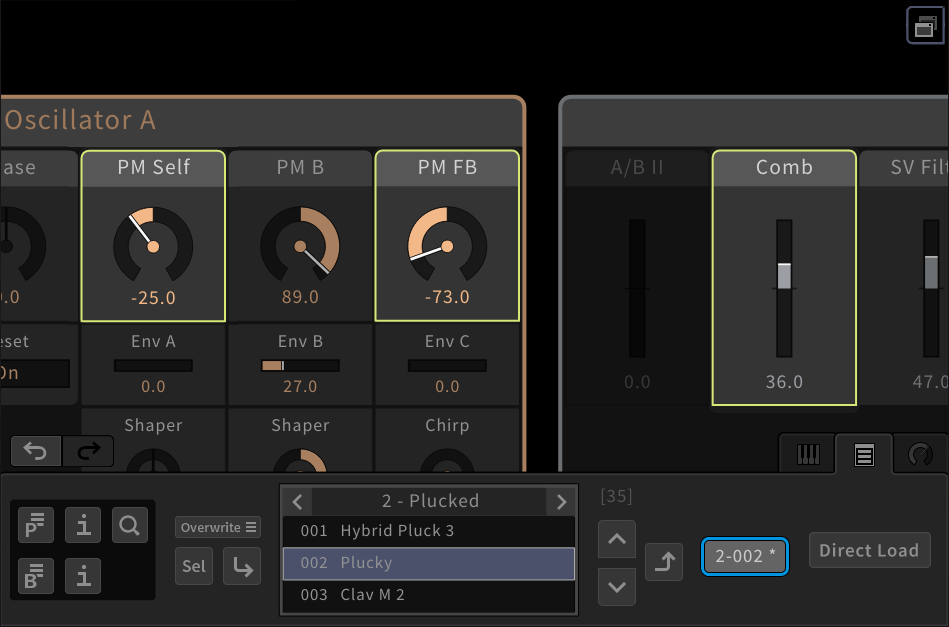 Oscillator A
ase PM Self PM B PM FB A/B II Comb SV Filt
.0 -25.0 89.0 -73.0 0.0 36.0 47.0
eset Env A Env B Env C
On 0.0 27.0 0.0
Shaper Shaper Chirp
P i Overwrite 2 - Plucked [35]
001 Hybrid Pluck 3
B i Sel 002 Plucky 2-002 * Direct Load
003 Clav M 2